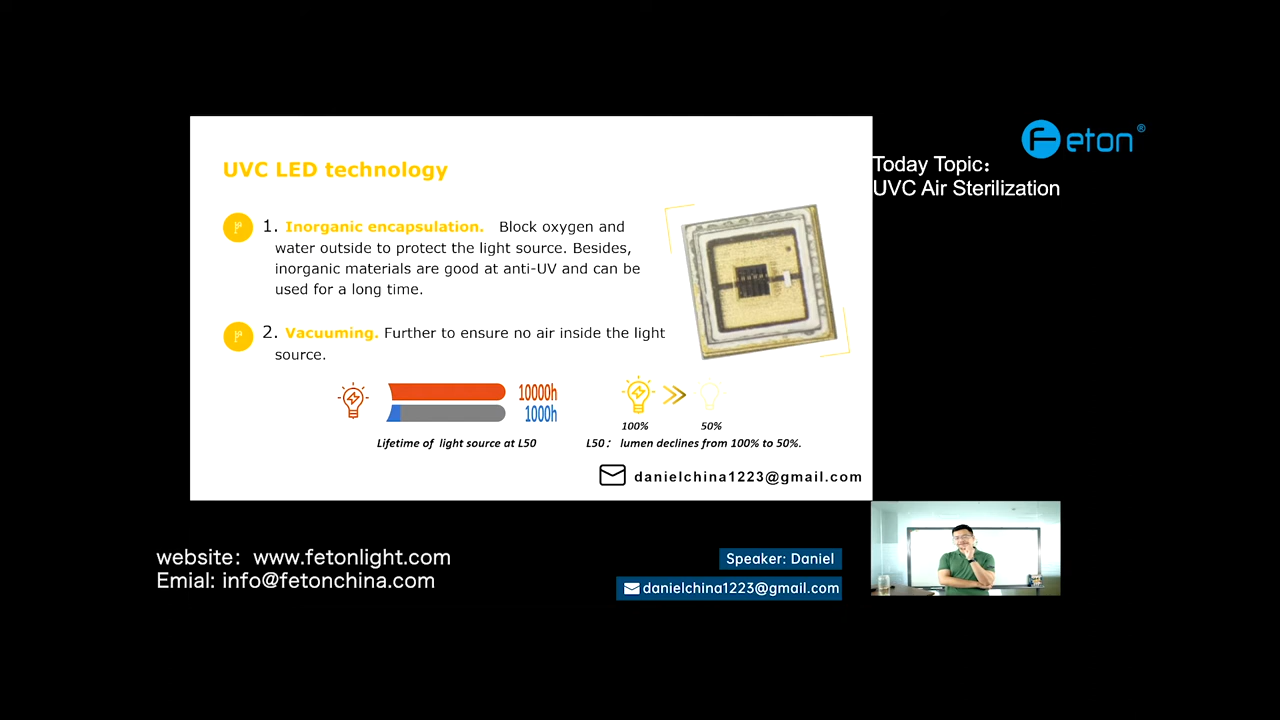 Feton®
Today Topic:
UVC Air Sterilization
UVC LED technology
1. Inorganic encapsulation. Block oxygen and
water outside to protect the light source. Besides,
inorganic materials are good at anti-UV and can be
used for a long time.
2. Vacuuming. Further to ensure no air inside the light
source.
10000h
1000h
Lifetime of light source at L50
100%
50%
L50: lumen declines from 100% to 50%.
danielchina1223@gmail.com
website: www.fetonlight.com
Emial: info@fetonchina.com
Speaker: Daniel
danielchina1223@gmail.com